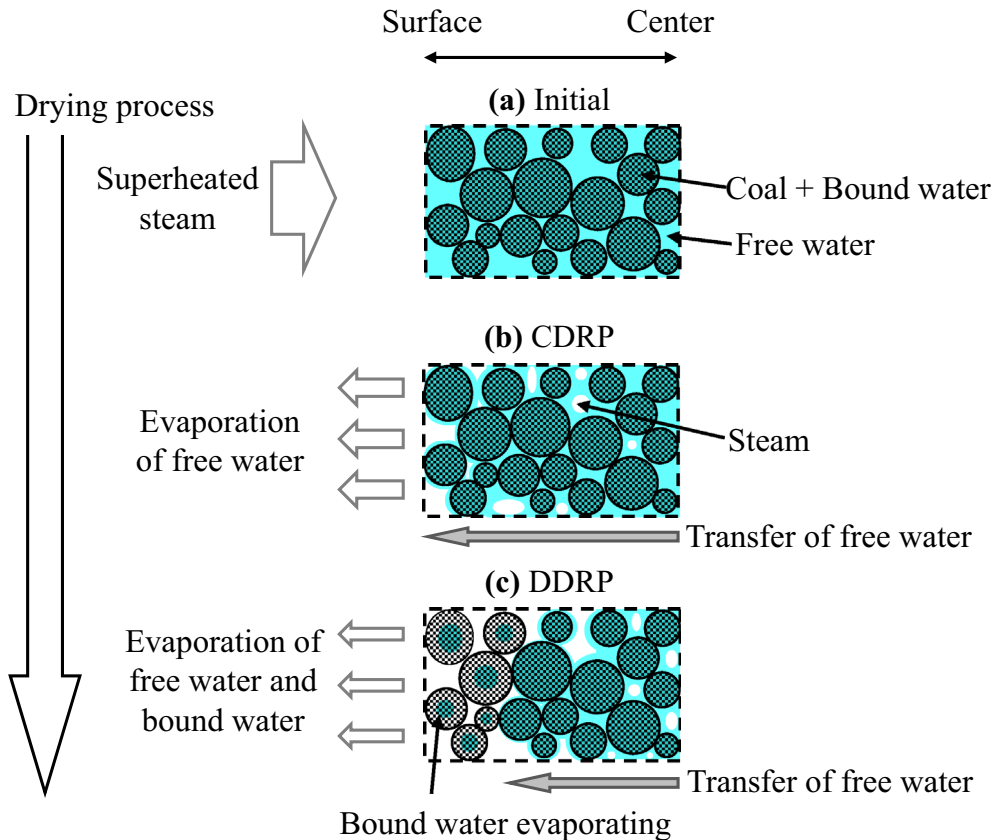 Surface
Center
Drying process
(a) Initial
Superheated
steam
Coal + Bound water
Free water
(b) CDRP
Evaporation
of free water
Steam
Transfer of free water
(c) DDRP
Evaporation of
free water and
bound water
Transfer of free water
Bound water evaporating